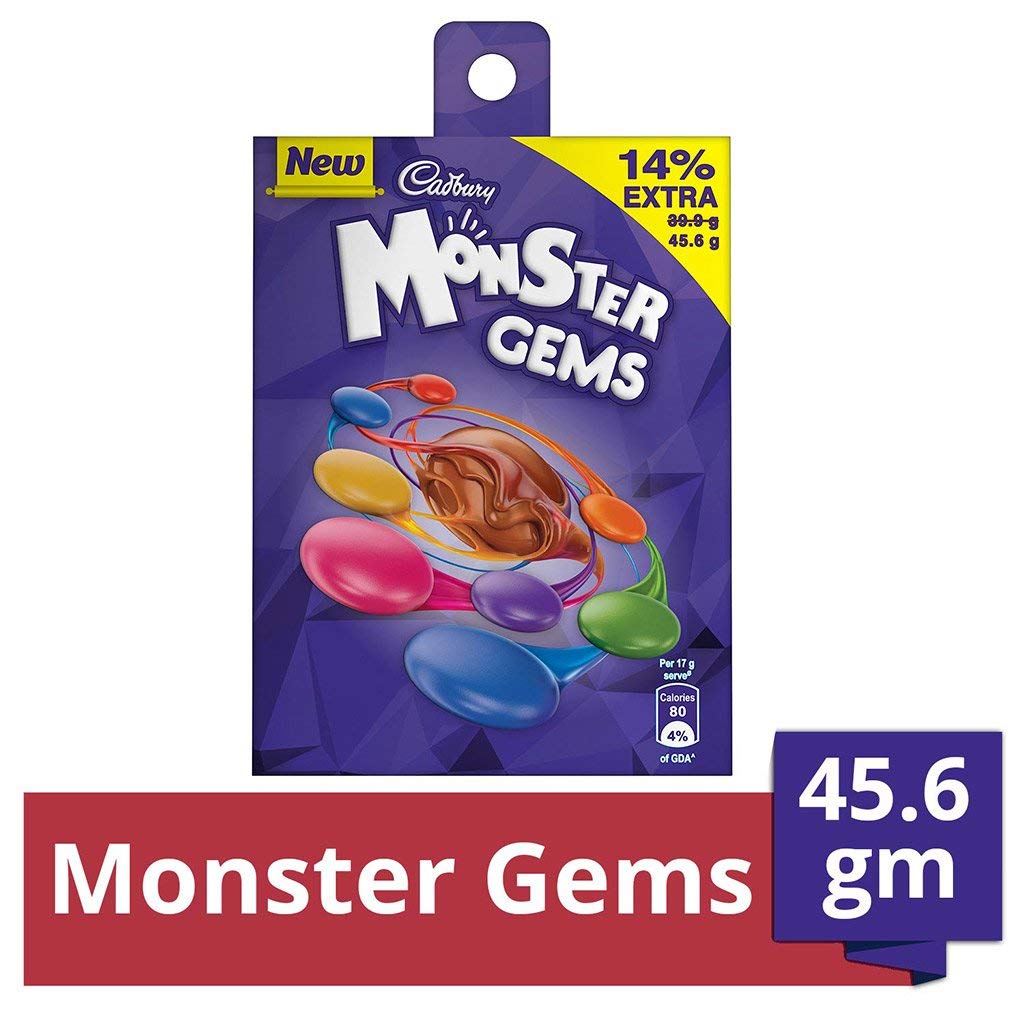 New
Cadbury
MONSTER
GEMS
14%
EXTRA
39.9 g
45.6 g
Per 17 g
serveø
Calories
80
4%
of GDA^
Monster Gems
45.6
gm